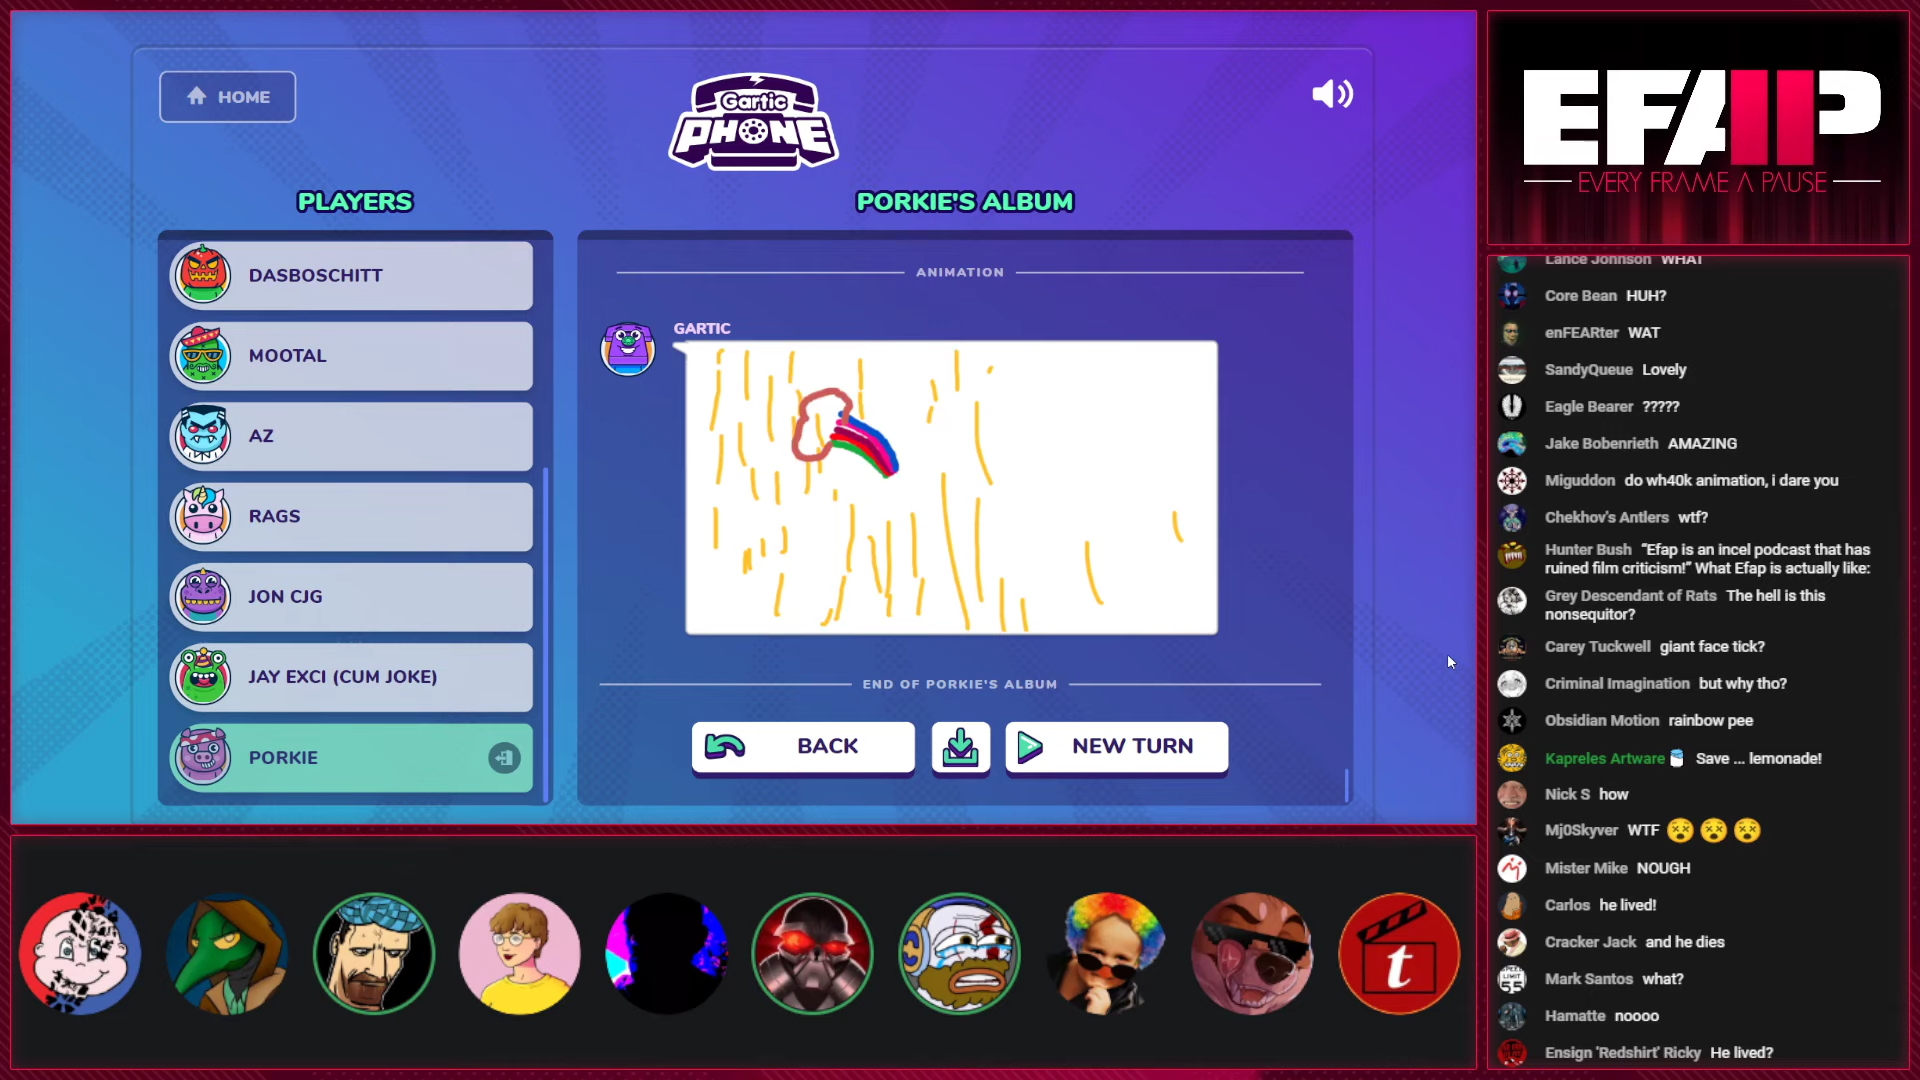 HOME
Gartic
PHONE
PLAYERS
PORKIE'S ALBUM
DASBOSCHITT
MOOTAL
AZ
RAGS
JON CJG
JAY EXCI (CUM JOKE)
PORKIE
ANIMATION
GARTIC
END OF PORKIE'S ALBUM
BACK
NEW TURN
EFAP
EVERY FRAME A PAUSE
Lance Johnson WHAT
Core Bean HUH?
enFEARter WAT
SandyQueue Lovely
Eagle Bearer ?????
Jake Bobenrieth AMAZING
Miguddon do wh40k animation, i dare you
Chekhov's Antlers wtf?
Hunter Bush “Efap is an incel podcast that has
ruined film criticism!” What Efap is actually like:
Grey Descendant of Rats The hell is this
nonsequitor?
Carey Tuckwell giant face tick?
Criminal Imagination but why tho?
Obsidian Motion rainbow pee
Kapreles Artware Save ... lemonade!
Nick S how
Mj0Skyver WTF 😵 😵 😵
Mister Mike NOUGH
Carlos he lived!
Cracker Jack and he dies
SPEED
LIMIT
55
Mark Santos what?
Hamatte noooo
Ensign 'Redshirt' Ricky He lived?
t